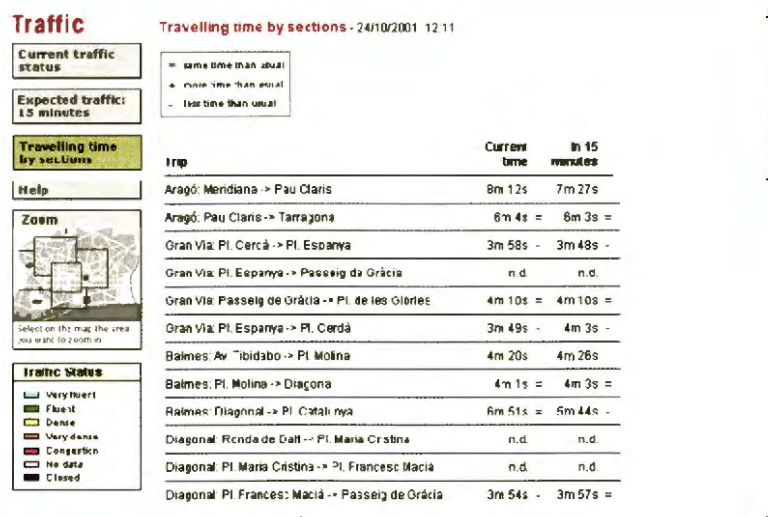 Traffic
Travelling time by sections - 24/10/2001 12:11
Current traffic
status
= same time than usual
+ more time than usual
- less time than usual
Expected traffic:
15 minutes
Travelling time
by sections
Help
Zoom
Select on the map the area
you want to zoom in
Traffic Status
Very fluent
Fluent
Dense
Very dense
Congestion
No data
Closed
Trip Current time In 15 minutes
Aragó: Meridiana -> Pau Claris 8m 12s 7m 27s
Aragó: Pau Claris -> Tarragona 6m 4s = 6m 3s =
Gran Via: Pl. Cerdà -> Pl. Espanya 3m 58s - 3m 48s -
Gran Via: Pl. Espanya -> Passeig de Gràcia n.d. n.d.
Gran Via: Passeig de Gràcia -> Pl. de les Glòries 4m 10s = 4m 10s =
Gran Via: Pl. Espanya -> Pl. Cerdà 3m 49s - 4m 3s -
Balmes: Av. Tibidabo -> Pl. Molina 4m 20s 4m 26s
Balmes: Pl. Molina -> Diagonal 4m 1s = 4m 3s =
Balmes: Diagonal -> Pl. Catalunya 6m 51s = 5m 44s -
Diagonal: Ronda de Dalt -> Pl. Maria Cristina n.d. n.d.
Diagonal: Pl. Maria Cristina -> Pl. Francesc Macià n.d. n.d.
Diagonal: Pl. Francesc Macià -> Passeig de Gràcia 3m 54s - 3m 57s =